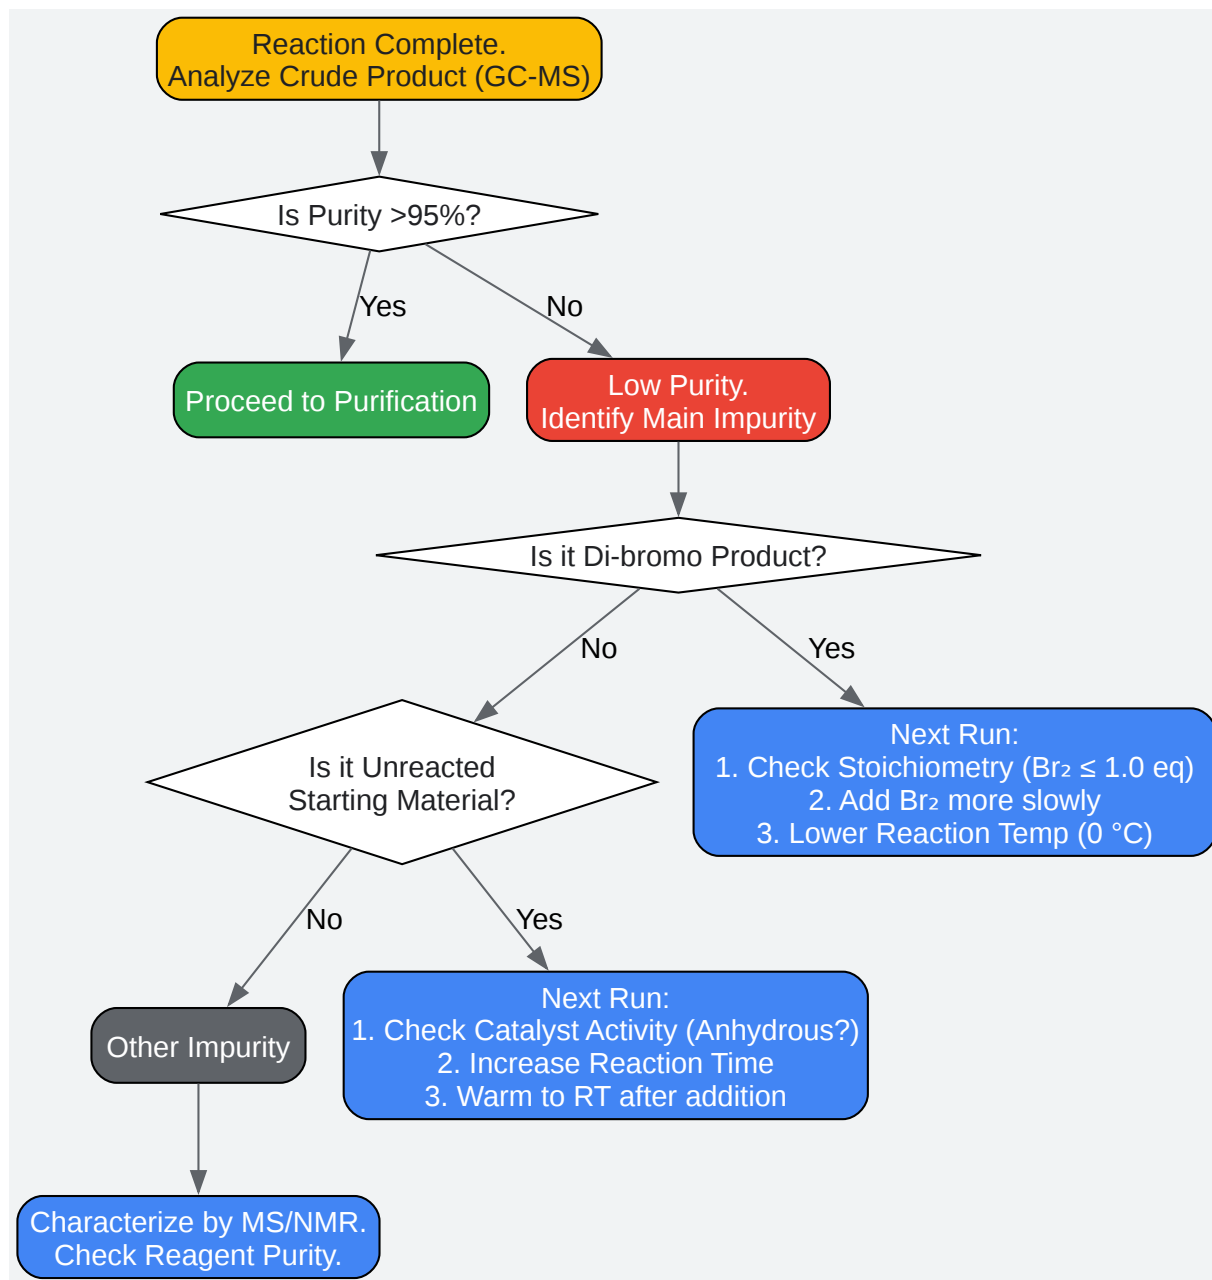 Reaction Complete.
Analyze Crude Product (GC-MS)
Is Purity >95%?
Yes
No
Proceed to Purification
Low Purity.
Identify Main Impurity
Is it Di-bromo Product?
No
Yes
Is it Unreacted
Starting Material?
Next Run:
1. Check Stoichiometry (Br₂ ≤ 1.0 eq)
2. Add Br₂ more slowly
3. Lower Reaction Temp (0 °C)
No
Yes
Other Impurity
Next Run:
1. Check Catalyst Activity (Anhydrous?)
2. Increase Reaction Time
3. Warm to RT after addition
Characterize by MS/NMR.
Check Reagent Purity.